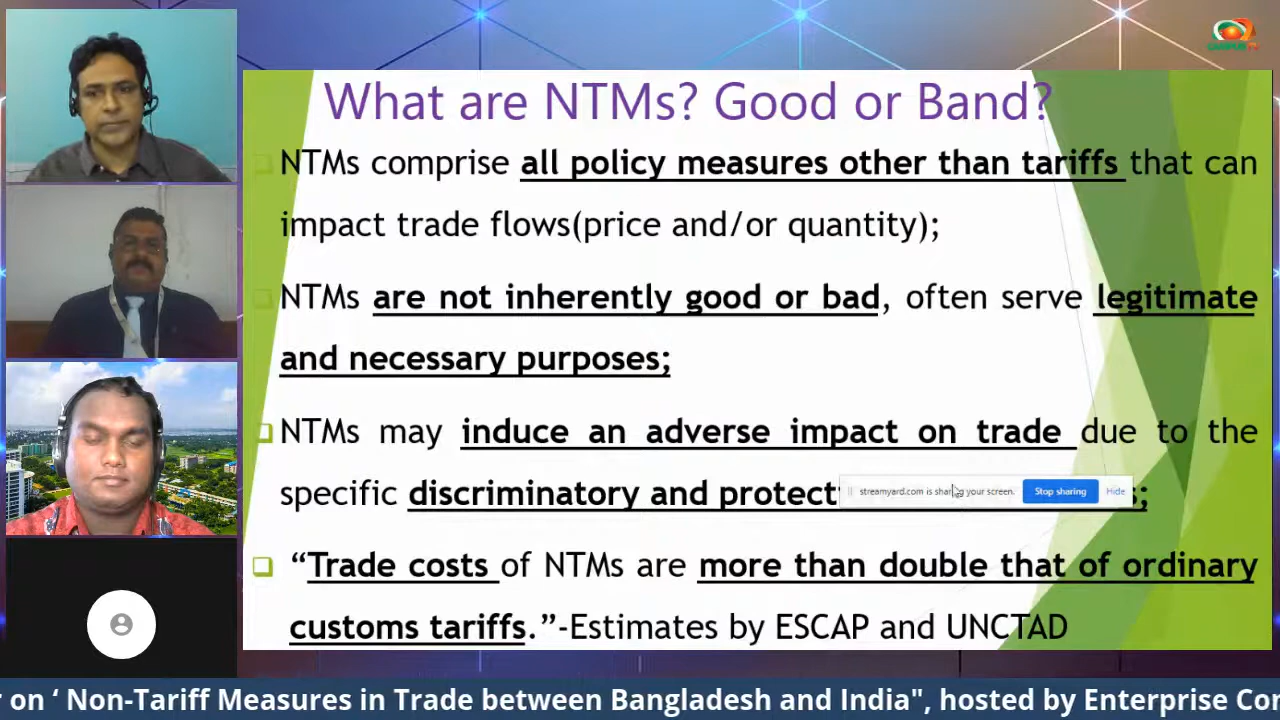 What are NTMs? Good or Band?
NTMs comprise all policy measures other than tariffs that can
impact trade flows(price and/or quantity);
NTMs are not inherently good or bad, often serve legitimate
and necessary purposes;
NTMs may induce an adverse impact on trade due to the
specific discriminatory and protect
streamyard.com is sharing your screen. Stop sharing Hide
“Trade costs of NTMs are more than double that of ordinary
customs tariffs.”-Estimates by ESCAP and UNCTAD
on ‘ Non-Tariff Measures in Trade between Bangladesh and India", hosted by Enterprise